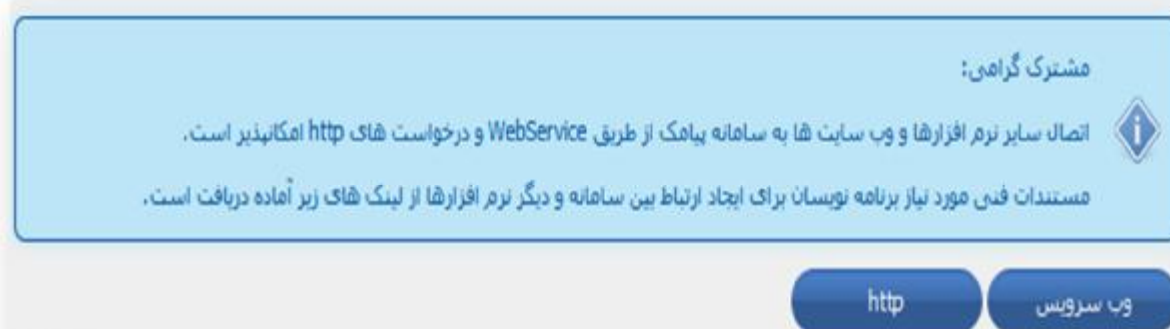 مشترک گرامی:
اتصال سایر نرم افزارها و وب سایت ها به سامانه پیامک از طریق WebService و درخواست های http امکانپذیر است.
مستندات فنی مورد نیاز برنامه نویسان برای ایجاد ارتباط بین سامانه و دیگر نرم افزارها از لینک های زیر آماده دریافت است.
وب سرویس http